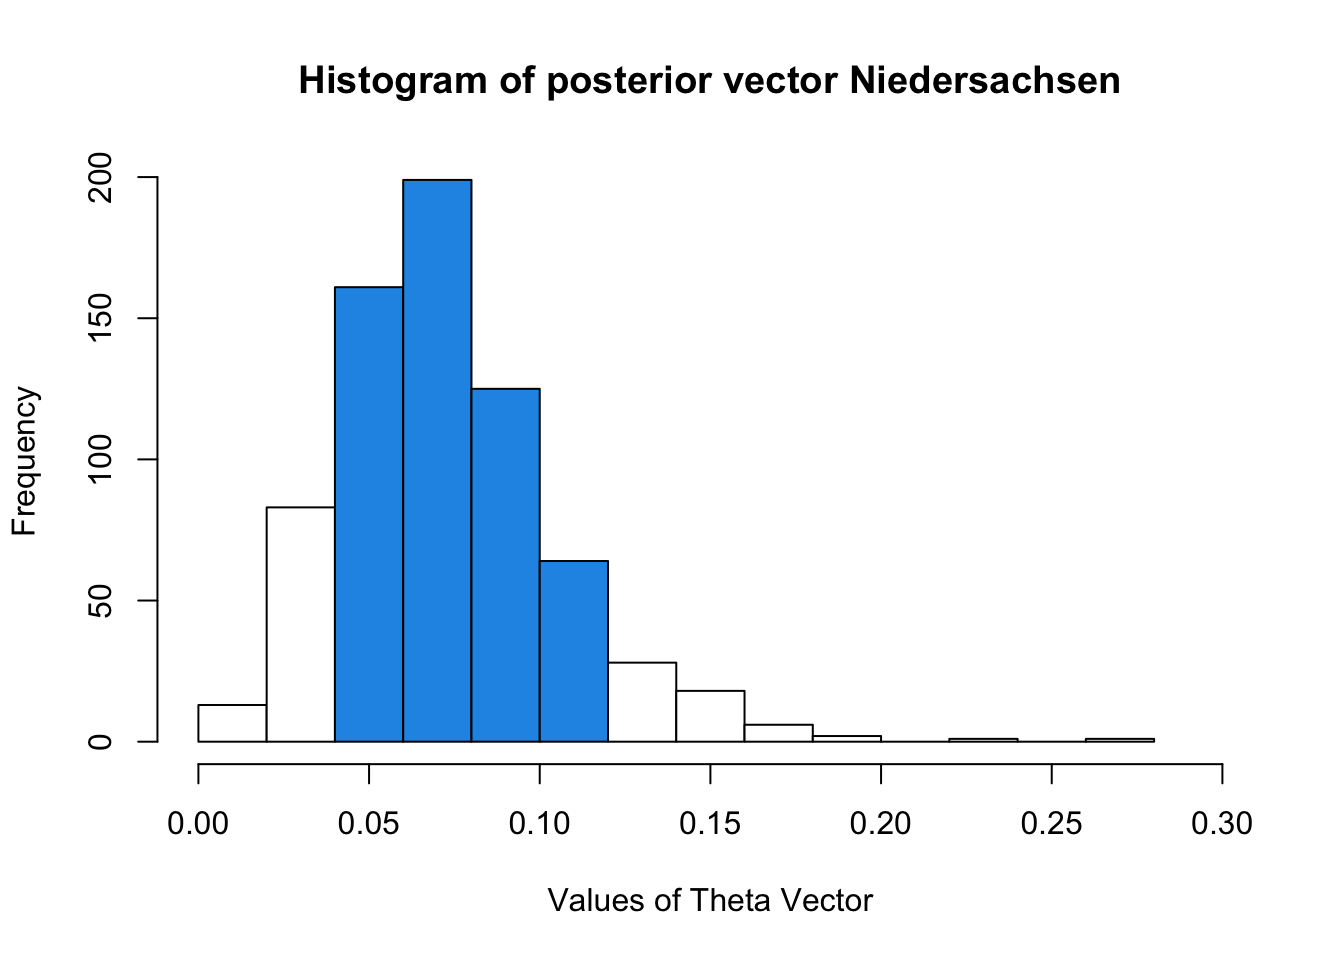 Histogram of posterior vector Niedersachsen
200
150
100
50
0
Frequency
0.00 0.05 0.10 0.15 0.20 0.25 0.30
Values of Theta Vector